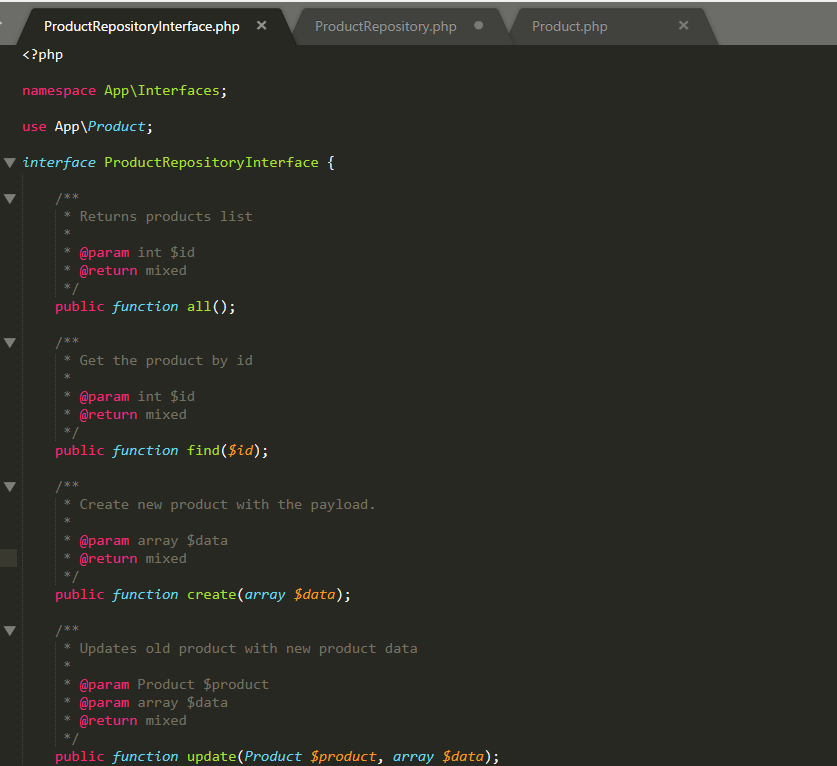 ProductRepositoryInterface.php ProductRepository.php Product.php
<?php
namespace App\Interfaces;
use App\Product;
interface ProductRepositoryInterface {
/**
* Returns products list
*
* @param int $id
* @return mixed
*/
public function all();
/**
* Get the product by id
*
* @param int $id
* @return mixed
*/
public function find($id);
/**
* Create new product with the payload.
*
* @param array $data
* @return mixed
*/
public function create(array $data);
/**
* Updates old product with new product data
*
* @param Product $product
* @param array $data
* @return mixed
*/
public function update(Product $product, array $data);